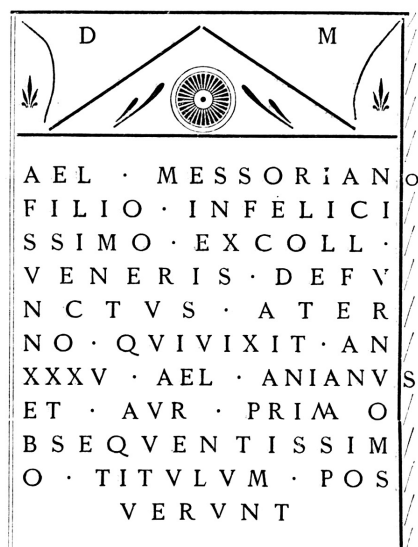 D M
AEL · MESSORIANO
FILIO · INFELICI
SSIMO · EXCOLL ·
VENERIS · DEFV
NCTVS · ATER
NO · QVIVIXIT · AN
XXXV · AEL · ANIANVS
ET · AVR · PRIMA O
BSEQVENTISSIM
O · TITVLVM · POS
VERVNT